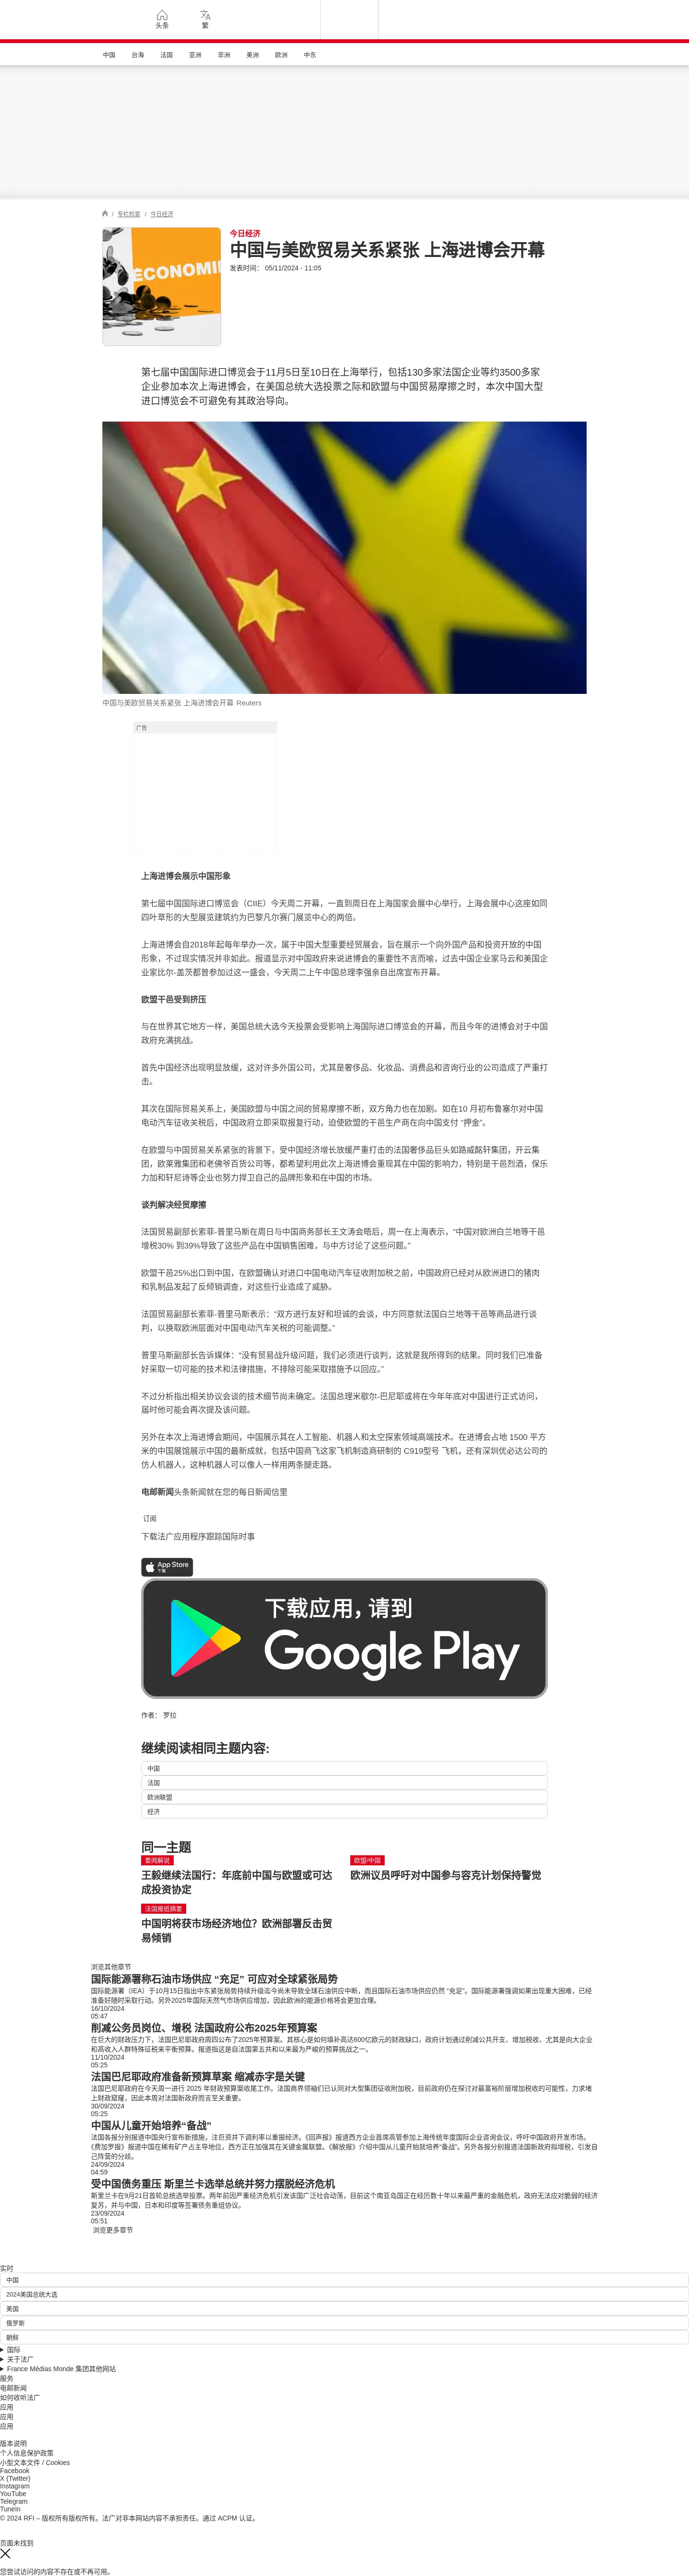 头条
繁
中国
台海
法国
亚洲
非洲
美洲
欧洲
中东
/ 专栏检索 / 今日经济
ECONOMI
今日经济
中国与美欧贸易关系紧张 上海进博会开幕
发表时间： 05/11/2024 - 11:05
第七届中国国际进口博览会于11月5日至10日在上海举行，包括130多家法国企业等约3500多家
企业参加本次上海进博会，在美国总统大选投票之际和欧盟与中国贸易摩擦之时，本次中国大型
进口博览会不可避免有其政治导向。
中国与美欧贸易关系紧张 上海进博会开幕 Reuters
广告
上海进博会展示中国形象
第七届中国国际进口博览会（CIIE）今天周二开幕，一直到周日在上海国家会展中心举行，上海会展中心这座如同
四叶草形的大型展览建筑约为巴黎凡尔赛门展览中心的两倍。
上海进博会自2018年起每年举办一次，属于中国大型重要经贸展会，旨在展示一个向外国产品和投资开放的中国
形象，不过现实情况并非如此。报道显示对中国政府来说进博会的重要性不言而喻，过去中国企业家马云和美国企
业家比尔-盖茨都曾参加过这一盛会，今天周二上午中国总理李强亲自出席宣布开幕。
欧盟干邑受到挤压
与在世界其它地方一样，美国总统大选今天投票会受影响上海国际进口博览会的开幕，而且今年的进博会对于中国
政府充满挑战。
首先中国经济出现明显放缓，这对许多外国公司，尤其是奢侈品、化妆品、消费品和咨询行业的公司造成了严重打
击。
其次在国际贸易关系上，美国欧盟与中国之间的贸易摩擦不断，双方角力也在加剧。如在10 月初布鲁塞尔对中国
电动汽车征收关税后，中国政府立即采取报复行动，迫使欧盟的干邑生产商在向中国支付 “押金”。
在欧盟与中国贸易关系紧张的背景下，受中国经济增长放缓严重打击的法国奢侈品巨头如路威酩轩集团，开云集
团，欧莱雅集团和老佛爷百货公司等，都希望利用此次上海进博会重现其在中国的影响力，特别是干邑烈酒，保乐
力加和轩尼诗等企业也努力捍卫自己的品牌形象和在中国的市场。
谈判解决经贸摩擦
法国贸易副部长索菲-普里马斯在周日与中国商务部长王文涛会晤后，周一在上海表示，“中国对欧洲白兰地等干邑
增税30% 到39%导致了这些产品在中国销售困难，与中方讨论了这些问题。”
欧盟干邑25%出口到中国，在欧盟确认对进口中国电动汽车征收附加税之前，中国政府已经对从欧洲进口的猪肉
和乳制品发起了反倾销调查，对这些行业造成了威胁。
法国贸易副部长索菲-普里马斯表示：“双方进行友好和坦诚的会谈，中方同意就法国白兰地等干邑等商品进行谈
判，以换取欧洲层面对中国电动汽车关税的可能调整。”
普里马斯副部长告诉媒体：“没有贸易战升级问题，我们必须进行谈判，这就是我所得到的结果。同时我们已准备
好采取一切可能的技术和法律措施，不排除可能采取措施予以回应。”
不过分析指出相关协议会谈的技术细节尚未确定。法国总理米歇尔-巴尼耶或将在今年年底对中国进行正式访问，
届时他可能会再次提及该问题。
另外在本次上海进博会期间，中国展示其在人工智能、机器人和太空探索领域高端技术。在进博会占地 1500 平方
米的中国展馆展示中国的最新成就，包括中国商飞这家飞机制造商研制的 C919型号 飞机，还有深圳优必达公司的
仿人机器人，这种机器人可以像人一样用两条腿走路。
电邮新闻头条新闻就在您的每日新闻信里
订阅
下载法广应用程序跟踪国际时事
App Store
下载
下载应用，请到
Google Play
作者： 罗拉
继续阅读相同主题内容:
中国
法国
欧洲联盟
经济
同一主题
要闻解说
王毅继续法国行：年底前中国与欧盟或可达
成投资协定
欧盟/中国
欧洲议员呼吁对中国参与容克计划保持警觉
法国报纸摘要
中国明将获市场经济地位？欧洲部署反击贸
易倾销
浏览其他章节
国际能源署称石油市场供应 “充足” 可应对全球紧张局势
国际能源署（IEA）于10月15日指出中东紧张局势持续升级迄今尚未导致全球石油供应中断，而且国际石油市场供应仍然 “充足”。国际能源署强调如果出现重大困难，已经
准备好随时采取行动。另外2025年国际天然气市场供应增加，因此欧洲的能源价格将会更加合理。
16/10/2024
05:47
削减公务员岗位、增税 法国政府公布2025年预算案
在巨大的财政压力下，法国巴尼耶政府周四公布了2025年预算案。其核心是如何填补高达600亿欧元的财政缺口，政府计划通过削减公共开支、增加税收、尤其是向大企业
和高收入人群特殊征税来平衡预算。报道指这是自法国第五共和以来最为严峻的预算挑战之一。
11/10/2024
05:25
法国巴尼耶政府准备新预算草案 缩减赤字是关键
法国巴尼耶政府在今天周一进行 2025 年财政预算案收尾工作。法国商界领袖们已认同对大型集团征收附加税，目前政府仍在探讨对最富裕阶层增加税收的可能性，力求堵
上财政窟窿，因此本周对法国新政府而言至关重要。
30/09/2024
05:25
中国从儿童开始培养“备战”
法国各报分别报道中国央行宣布新措施，注巨资并下调利率以重振经济。《回声报》报道西方企业首席高管参加上海传统年度国际企业咨询会议，呼吁中国政府开发市场。
《费加罗报》报道中国在稀有矿产占主导地位，西方正在加强其在关键金属联盟。《解放报》介绍中国从儿童开始就培养“备战”。另外各报分别报道法国新政府拟增税，引发自
己阵营的分歧。
24/09/2024
04:59
受中国债务重压 斯里兰卡选举总统并努力摆脱经济危机
斯里兰卡在9月21日首轮总统选举投票。两年前因严重经济危机引发该国广泛社会动荡，目前这个南亚岛国正在经历数十年以来最严重的金融危机，政府无法应对脆弱的经济
复苏，并与中国，日本和印度等签署债务重组协议。
23/09/2024
05:51
浏览更多章节
实时
中国
2024美国总统大选
美国
俄罗斯
朝鲜
国际
关于法广
France Médias Monde 集团其他网站
服务
电邮新闻
如何收听法广
应用
应用
应用
版本说明
个人信息保护政策
小型文本文件 / Cookies
Facebook
X (Twitter)
Instagram
YouTube
Telegram
TuneIn
© 2024 RFI – 版权所有版权所有。法广对非本网站内容不承担责任。通过 ACPM 认证。
页面未找到
您尝试访问的内容不存在或不再可用。